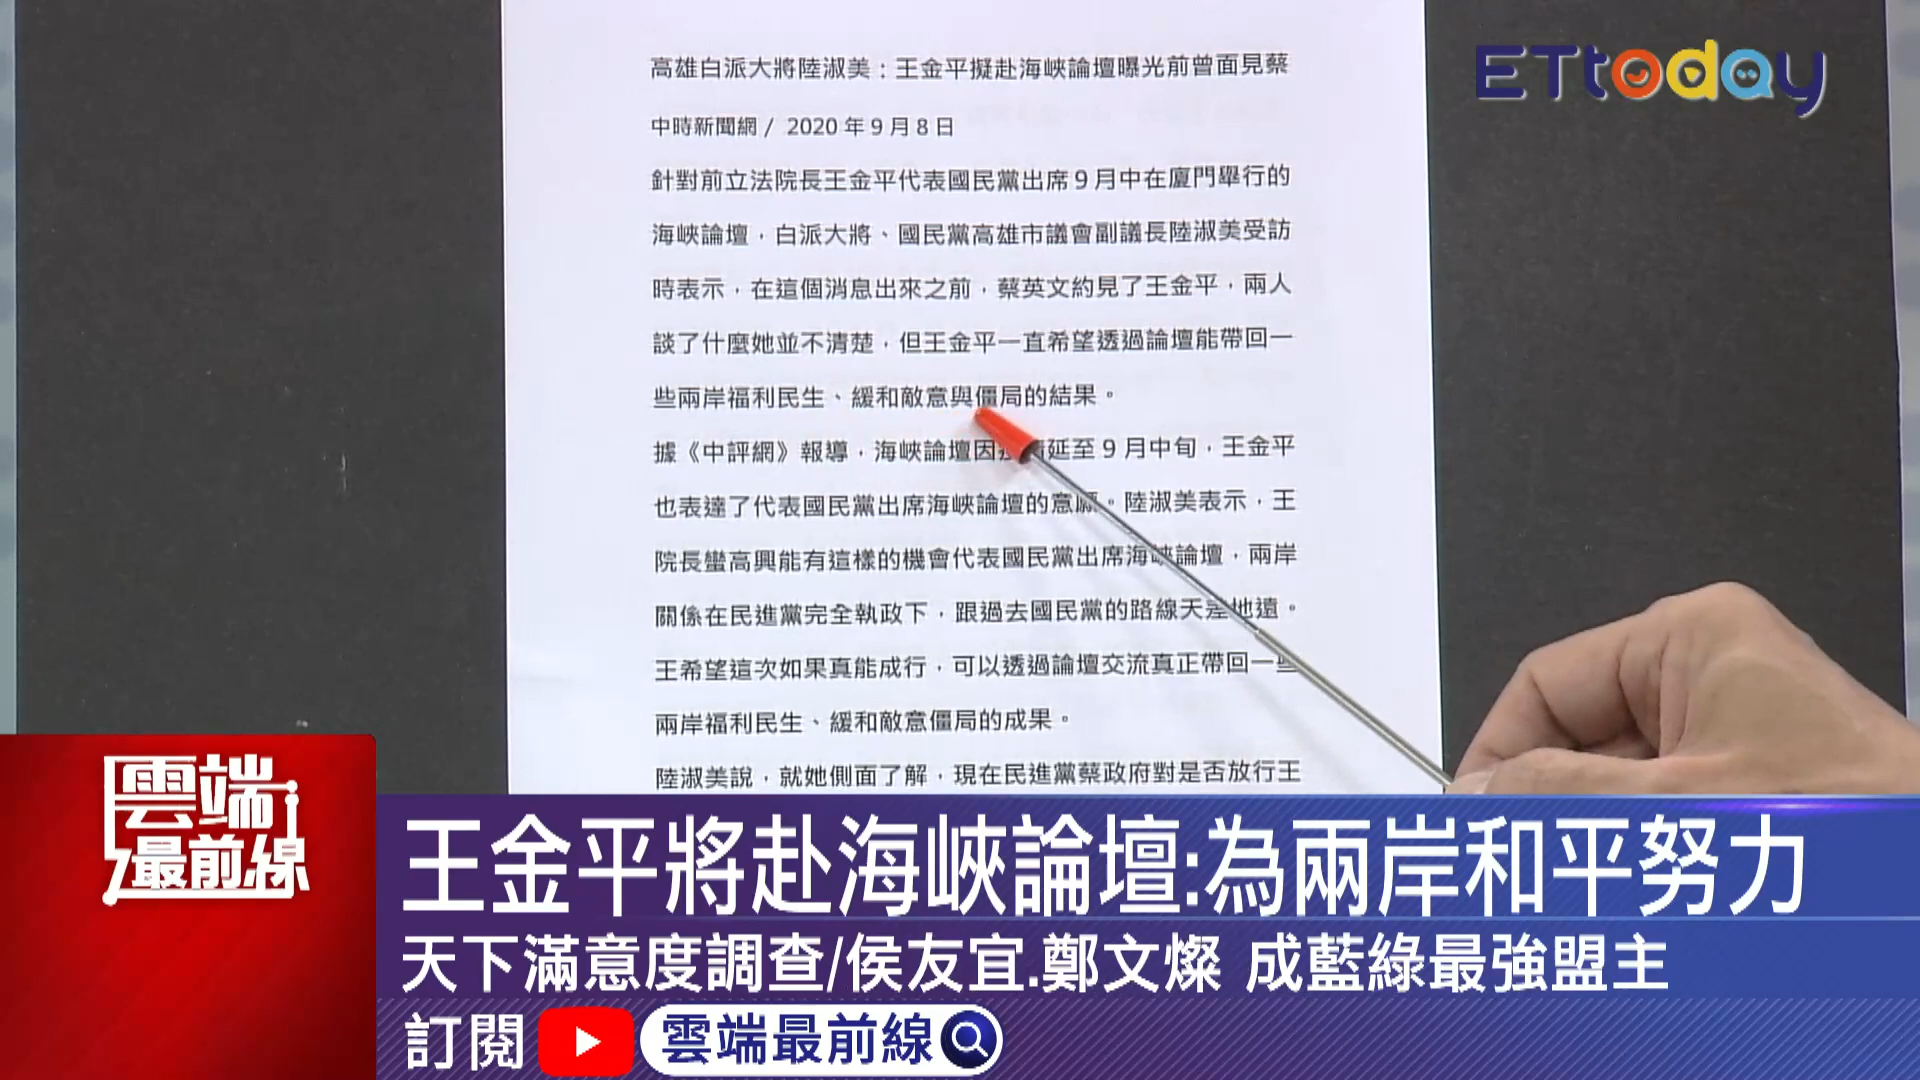 高雄白派大將陸淑美：王金平擬赴海峽論壇曝光前曾面見蔡
ETtoday
中時新聞網/ 2020 年 9 月 8 日
針對前立法院長王金平代表國民黨出席 9 月中在廈門舉行的
海峽論壇，白派大將、國民黨高雄市議會副議長陸淑美受訪
時表示，在這個消息出來之前，蔡英文約見了王金平，兩人
談了什麼她並不清楚，但王金平一直希望透過論壇能帶回一
些兩岸福利民生、緩和敵意與僵局的結果。
據《中評網》報導，海峽論壇因延至 9 月中旬，王金平
也表達了代表國民黨出席海峽論壇的意願。陸淑美表示，王
院長蠻高興能有這樣的機會代表國民黨出席海峽論壇，兩岸
關係在民進黨完全執政下，跟過去國民黨的路線天差地遠。
王希望這次如果真能成行，可以透過論壇交流真正帶回一些
兩岸福利民生、緩和敵意僵局的成果。
陸淑美說，就她側面了解，現在民進黨蔡政府對是否放行王
雲端
最前線
王金平將赴海峽論壇:為兩岸和平努力
天下滿意度調查/侯友宜.鄭文燦 成藍綠最強盟主
訂閱 雲端最前線